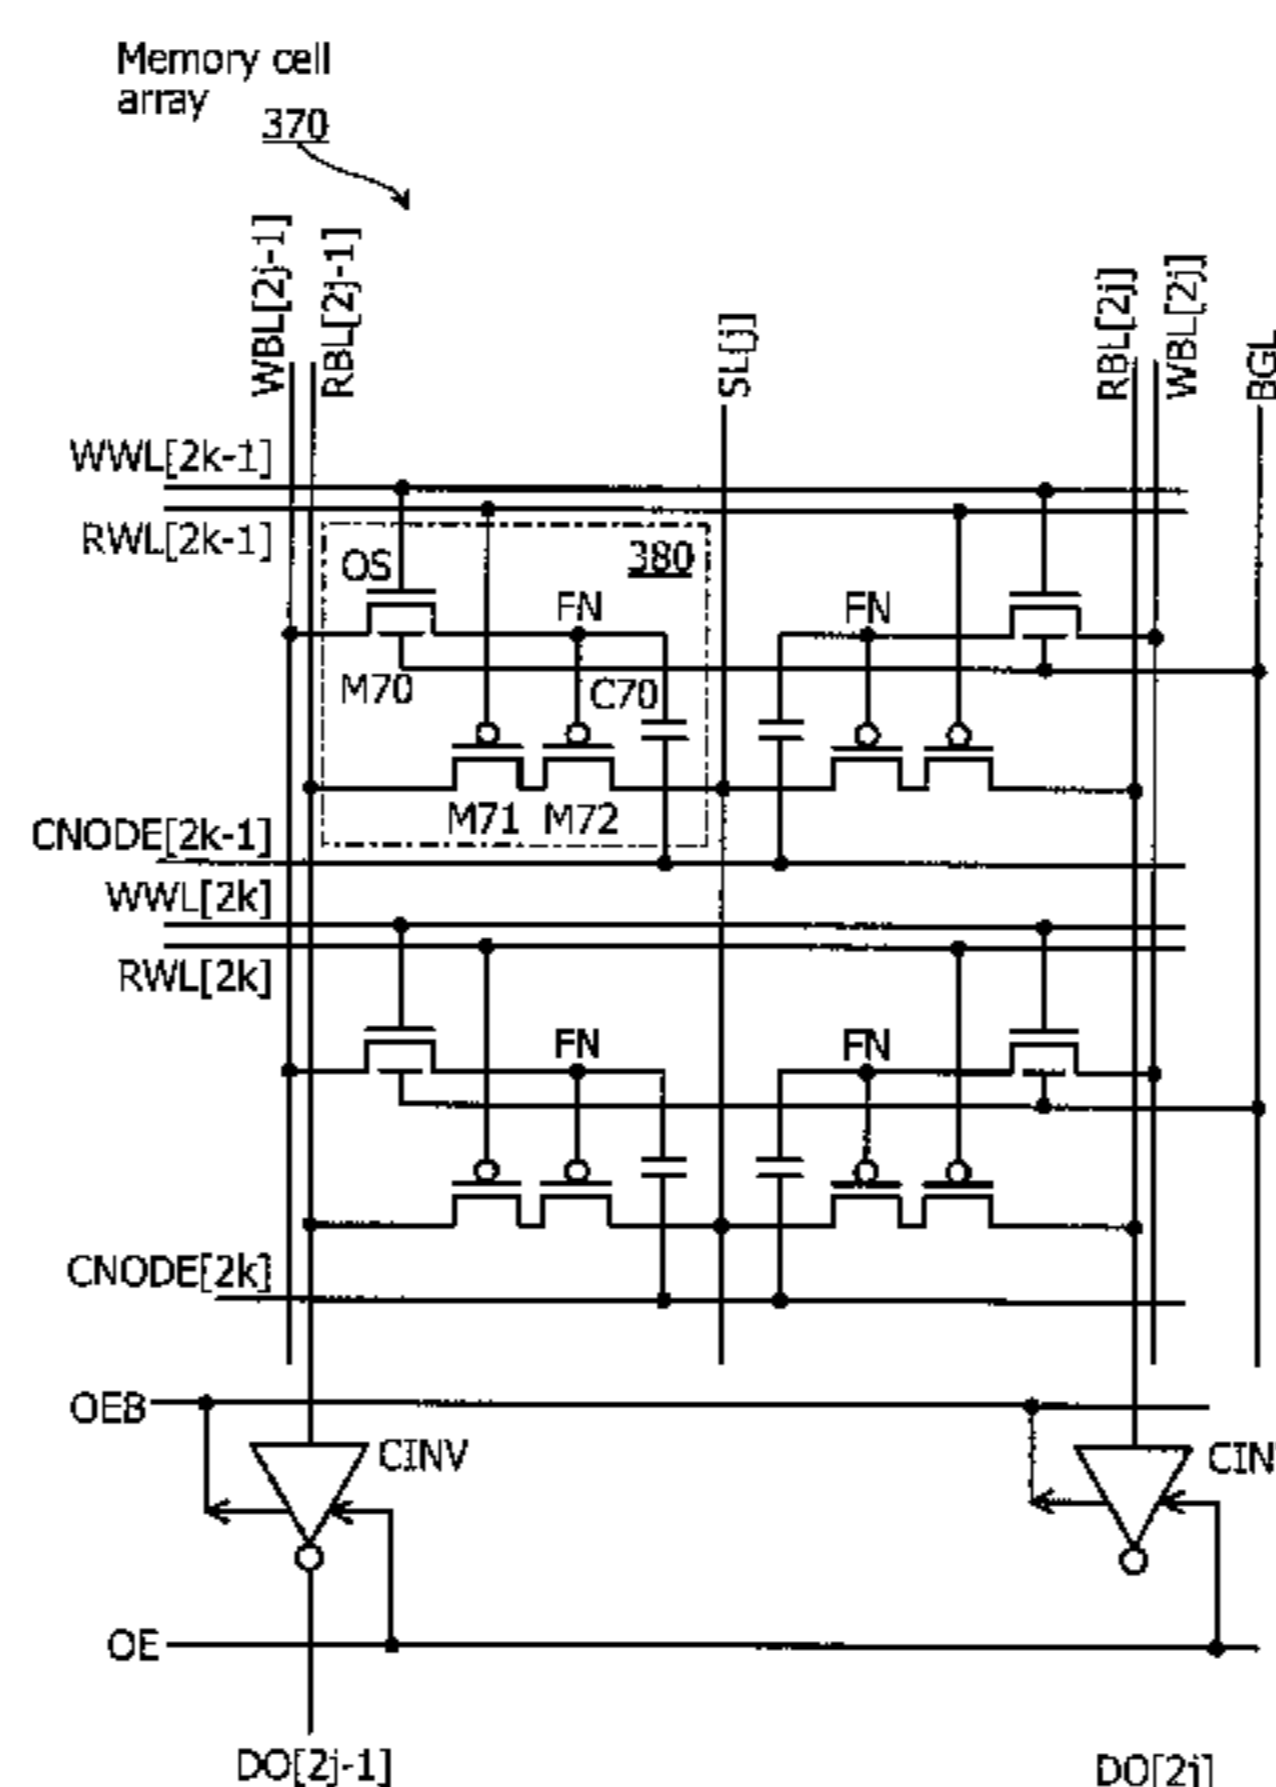 Memory cell
array
370
WBL[2j-1]
RBL[2j-1]
SL[j]
RBL[2j]
WBL[2j]
BGL
WWL[2k-1]
RWL[2k-1]
OS
380
FN
FN
M70
C70
M71 M72
CNODE[2k-1]
WWL[2k]
RWL[2k]
FN
FN
CNODE[2k]
OEB
CINV
CIN
OE
DO[2j-1]
DO[2j]